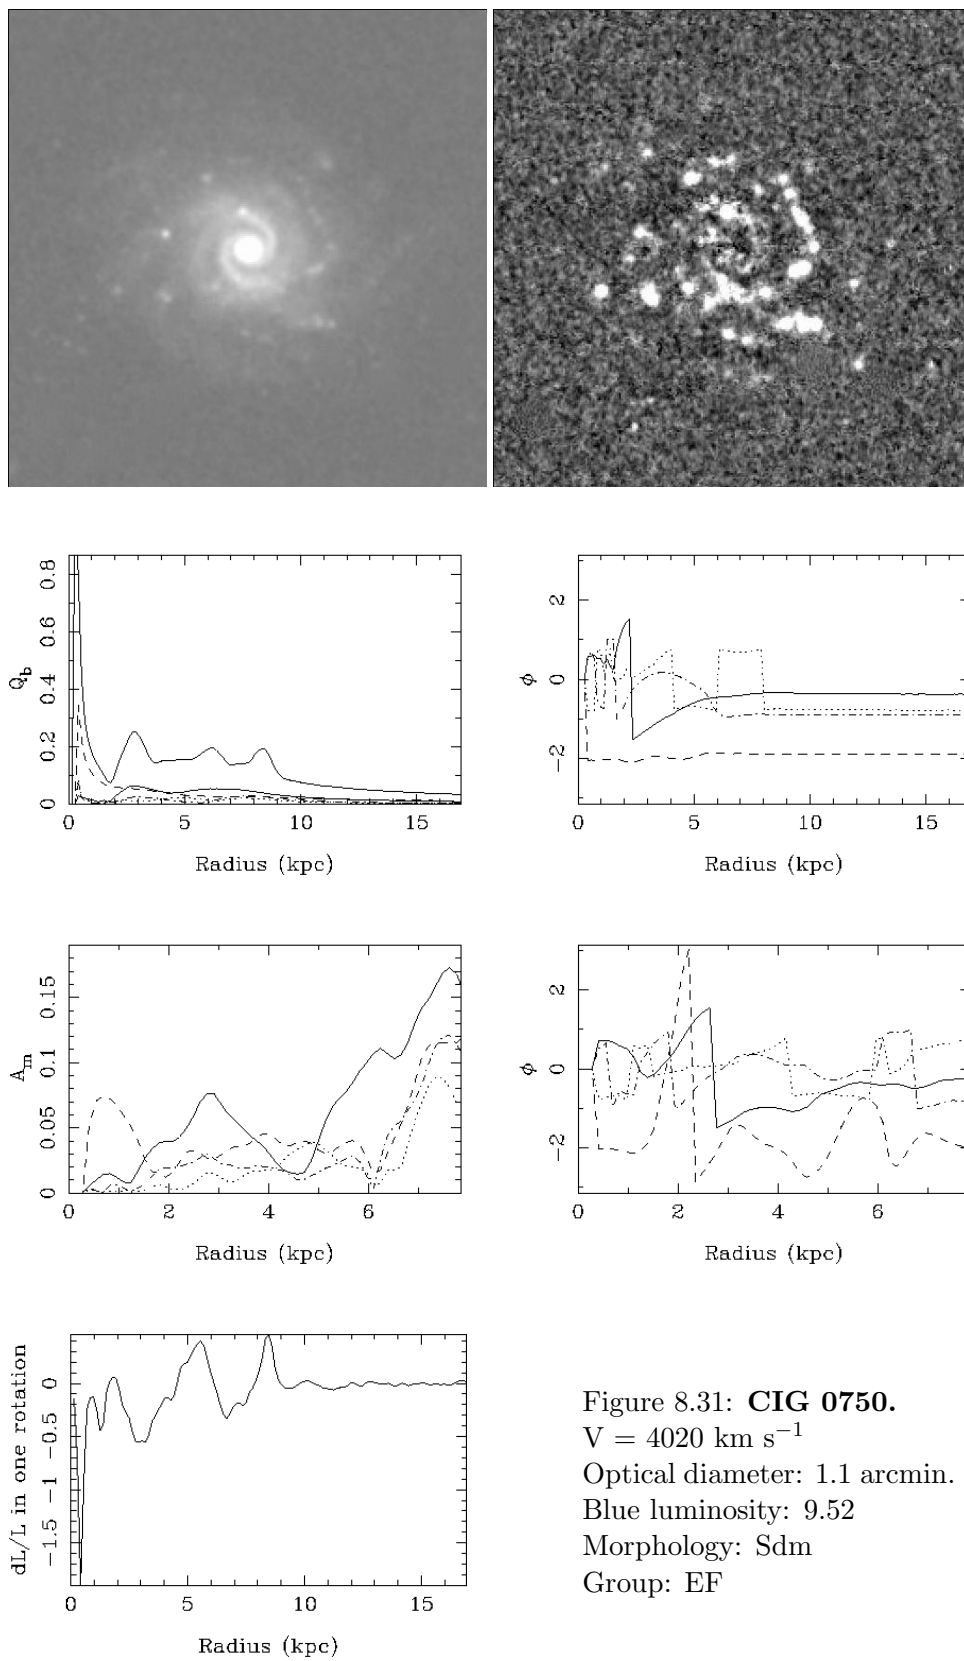 0.8
0.6
0.4
0.2
0
Q_b
0 5 10 15
Radius (kpc)
2
0
−2
φ
0 5 10 15
Radius (kpc)
0.15
0.1
0.05
0
A_m
0 2 4 6
Radius (kpc)
2
0
−2
φ
0 2 4 6
Radius (kpc)
0
−0.5
−1
−1.5
dL/L in one rotation
0 5 10 15
Radius (kpc)
Figure 8.31: CIG 0750.
V = 4020 km s⁻¹
Optical diameter: 1.1 arcmin.
Blue luminosity: 9.52
Morphology: Sdm
Group: EF